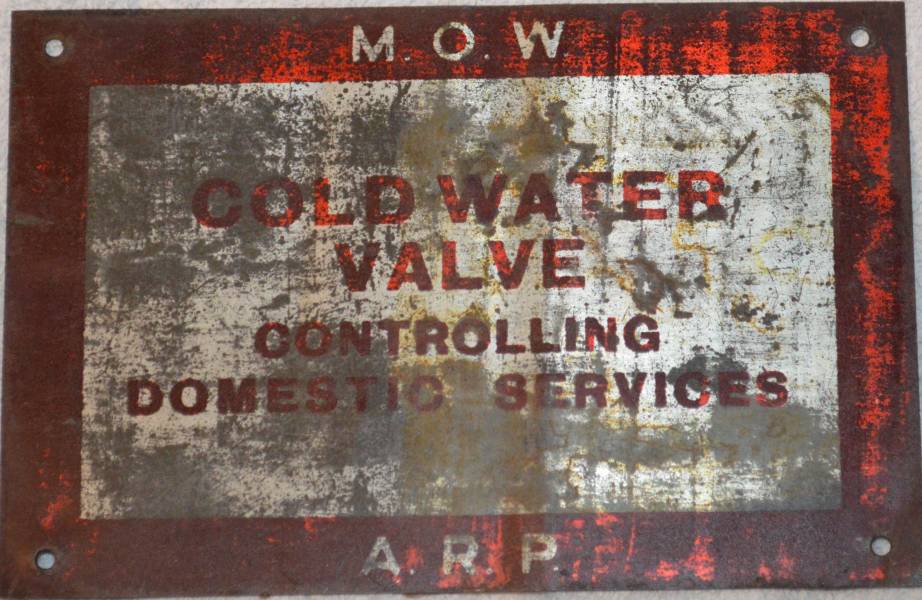 M.O.W
COLD WATER
VALVE
CONTROLLING
DOMESTIC SERVICES
A.R.P